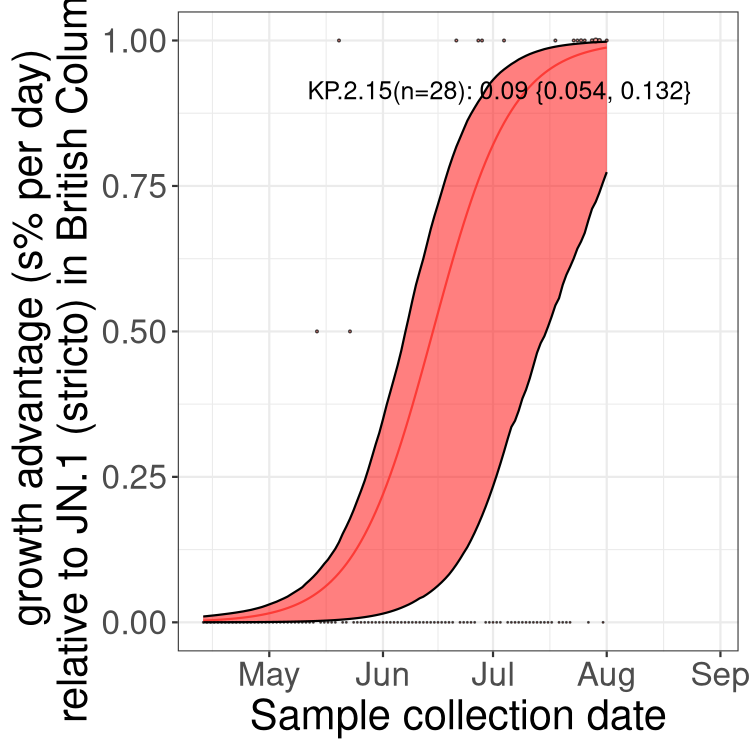 growth advantage (s% per day)
relative to JN.1 (stricto) in British Colum
1.00
0.75
0.50
0.25
0.00
KP.2.15(n=28): 0.09 {0.054, 0.132}
May Jun Jul Aug Sep
Sample collection date